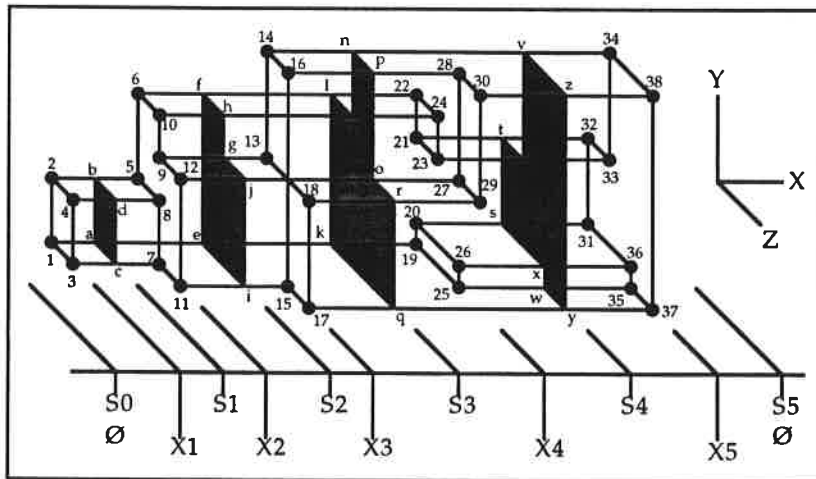 14 n v 34
16 p 28
6 f l 22 30 z 38
Y
10 h 24
13 21 t 32
g
2 b 5 9 12 j o 23 33
18 r 27 29 X
4 d 8 20 s Z
a e k 31
1 7 19 26 x 36
3 c 25 w 35
11 i 15
17 q y 37
S0 S1 S2 S3 S4 S5
Ø X1 X2 X3 X4 X5 Ø